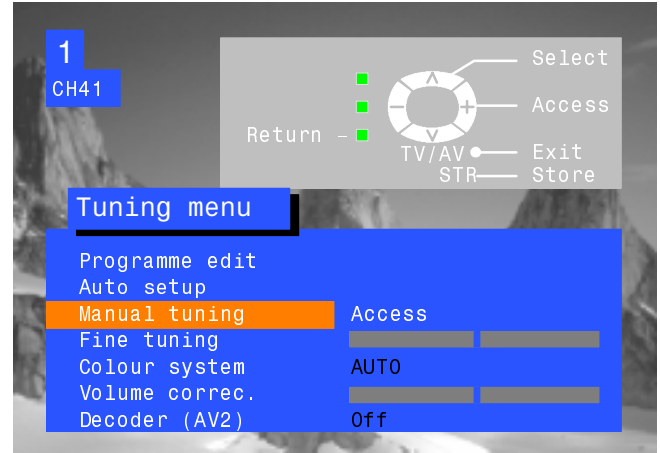 1
CH41
Select
Access
Return
TV/AV Exit
STR Store
Tuning menu
Programme edit
Auto setup
Manual tuning Access
Fine tuning
Colour system AUTO
Volume correc.
Decoder (AV2) Off